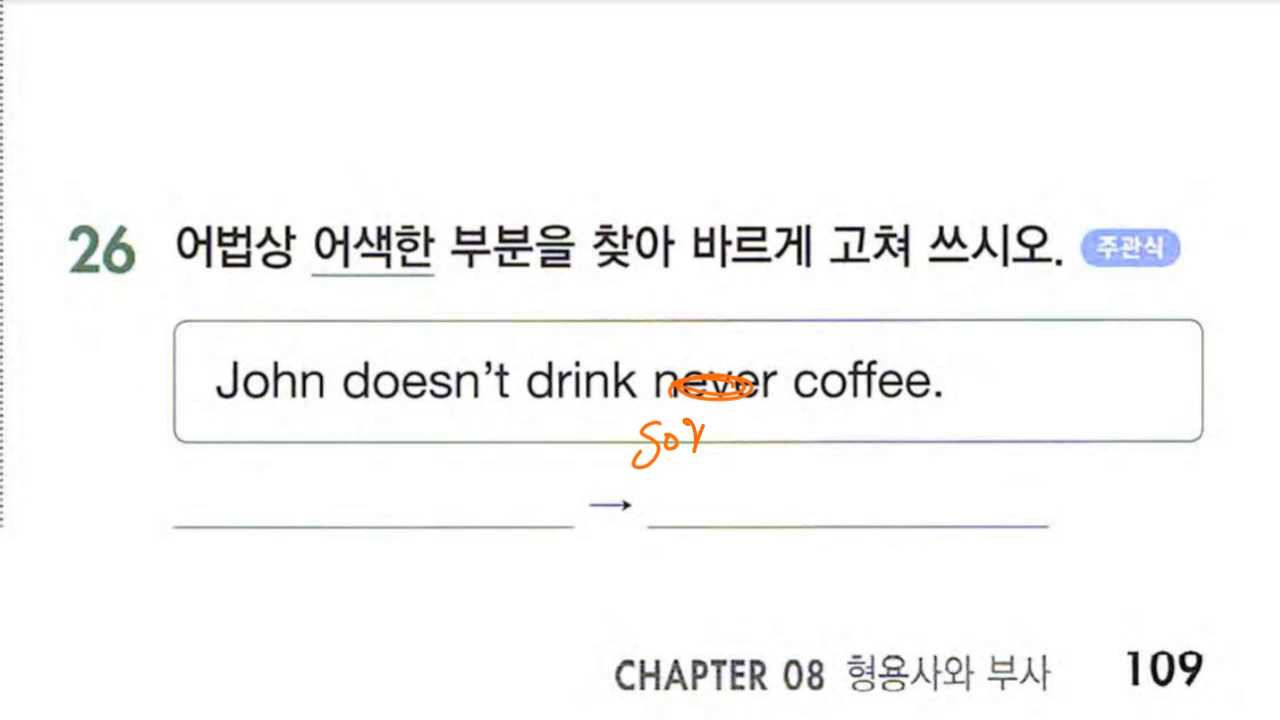 26 어법상 어색한 부분을 찾아 바르게 고쳐 쓰시오. 주관식
John doesn't drink never coffee.
→
CHAPTER 08 형용사와 부사 109